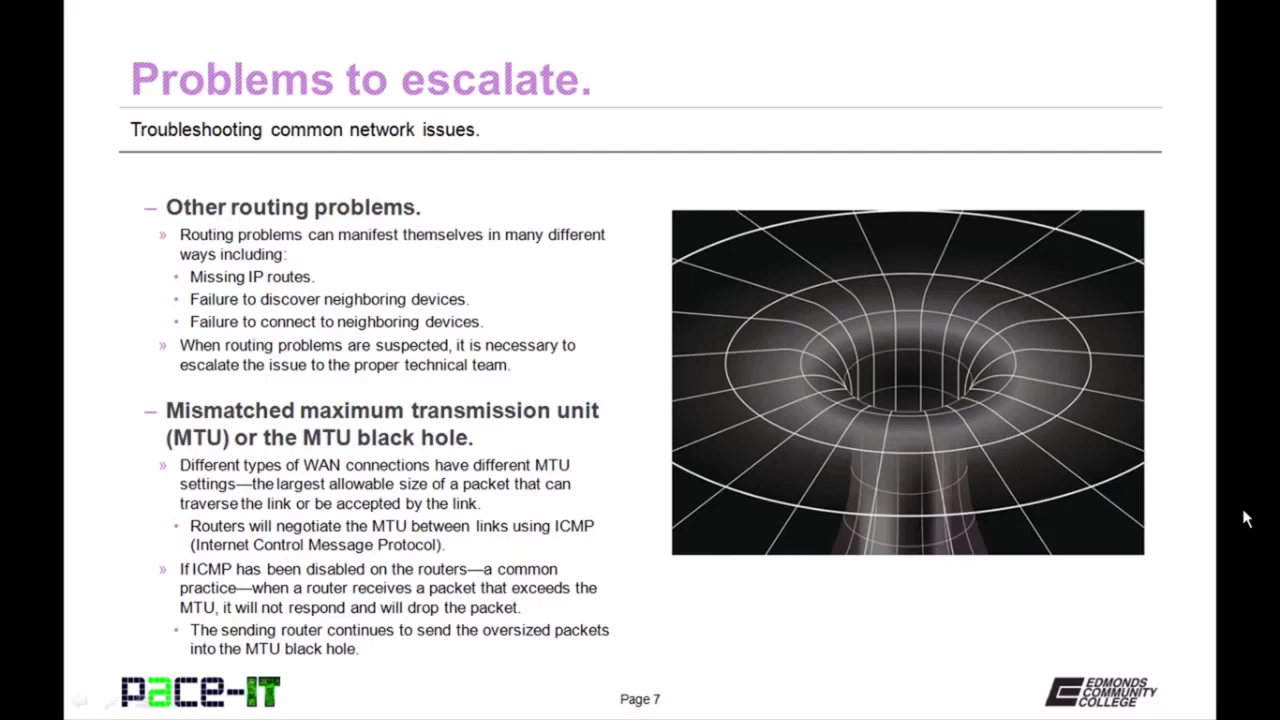 Problems to escalate.
Troubleshooting common network issues.
– Other routing problems.
» Routing problems can manifest themselves in many different
ways including:
• Missing IP routes.
• Failure to discover neighboring devices.
• Failure to connect to neighboring devices.
» When routing problems are suspected, it is necessary to
escalate the issue to the proper technical team.
– Mismatched maximum transmission unit
(MTU) or the MTU black hole.
» Different types of WAN connections have different MTU
settings—the largest allowable size of a packet that can
traverse the link or be accepted by the link.
• Routers will negotiate the MTU between links using ICMP
(Internet Control Message Protocol).
» If ICMP has been disabled on the routers—a common
practice—when a router receives a packet that exceeds the
MTU, it will not respond and will drop the packet.
• The sending router continues to send the oversized packets
into the MTU black hole.
pace-IT
Page 7
EDMONDS
COMMUNITY
COLLEGE